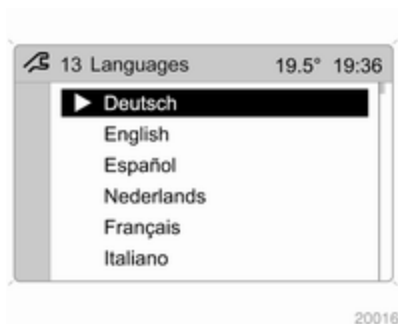 13 Languages 19.5° 19:36
Deutsch
English
Español
Nederlands
Français
Italiano
20016